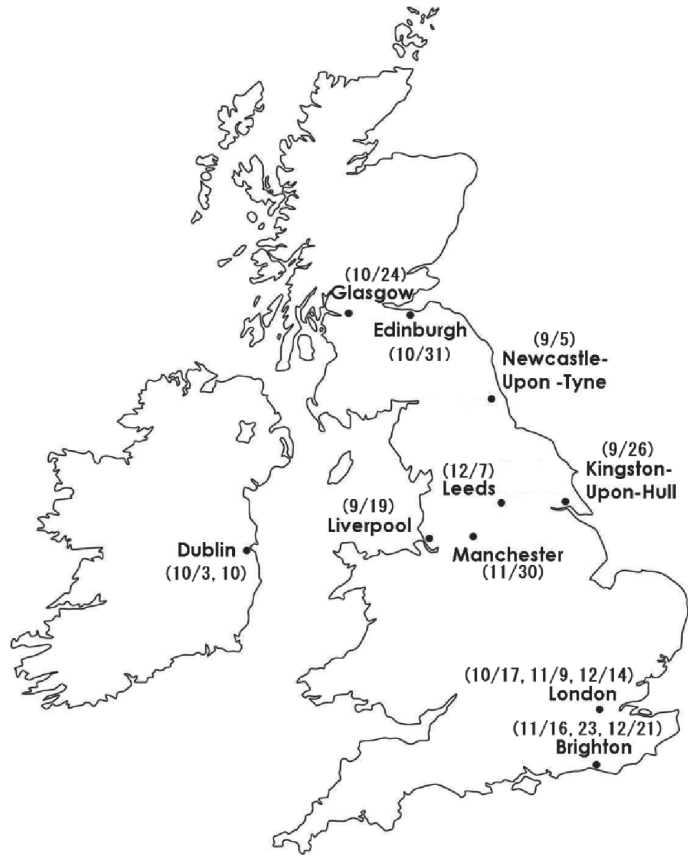 (10/24)
Glasgow
Edinburgh
(10/31)
(9/5)
Newcastle-
Upon -Tyne
(9/26)
Kingston-
Upon-Hull
(12/7)
Leeds
(9/19)
Liverpool
Manchester
(11/30)
Dublin
(10/3, 10)
(10/17, 11/9, 12/14)
London
(11/16, 23, 12/21)
Brighton